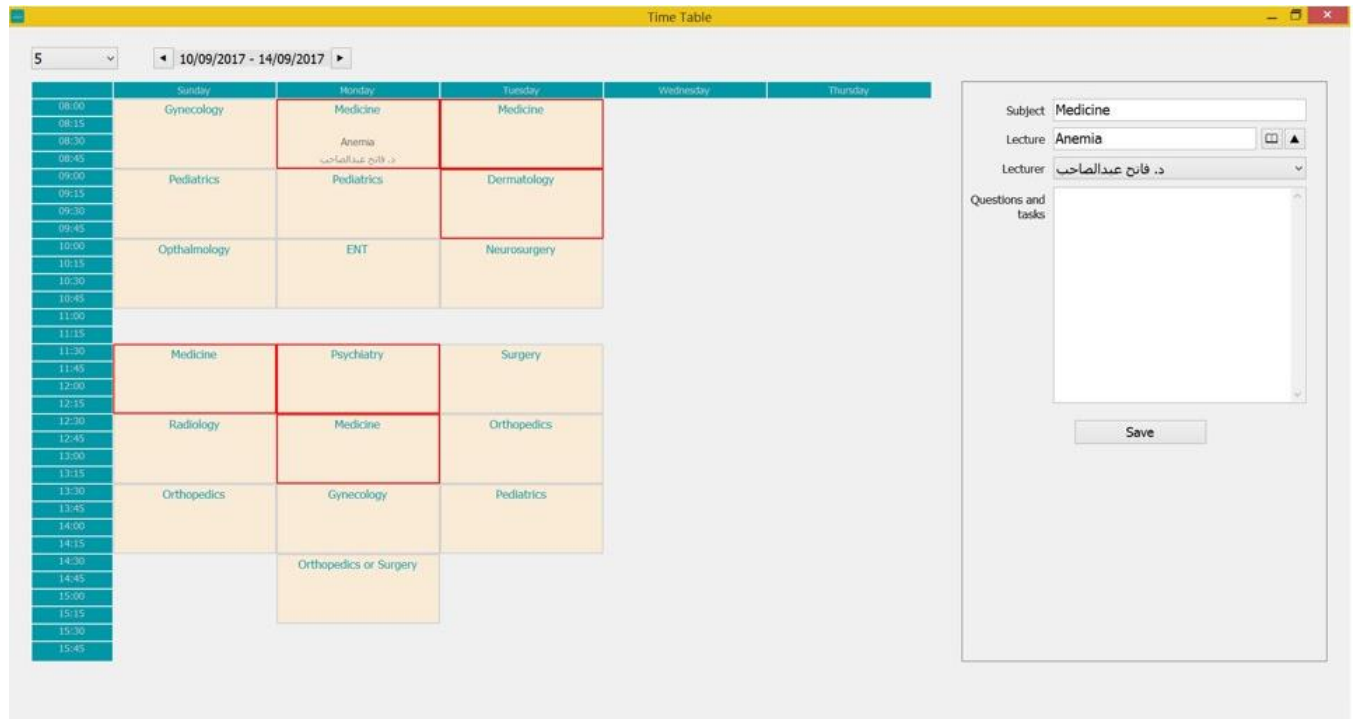 Time Table
5
10/09/2017 - 14/09/2017
Sunday Monday Tuesday Wednesday Thursday
08:00
08:15
08:30
08:45
09:00
09:15
09:30
09:45
10:00
10:15
10:30
10:45
11:00
11:15
11:30
11:45
12:00
12:15
12:30
12:45
13:00
13:15
13:30
13:45
14:00
14:15
14:30
14:45
15:00
15:15
15:30
15:45
Gynecology Medicine Medicine
Anemia
د. فاتح عبدالصاحب
Pediatrics Pediatrics Dermatology
Opthalmology ENT Neurosurgery
Medicine Psychiatry Surgery
Radiology Medicine Orthopedics
Orthopedics Gynecology Pediatrics
Orthopedics or Surgery
Subject Medicine
Lecture Anemia
Lecturer د. فاتح عبدالصاحب
Questions and
tasks
Save